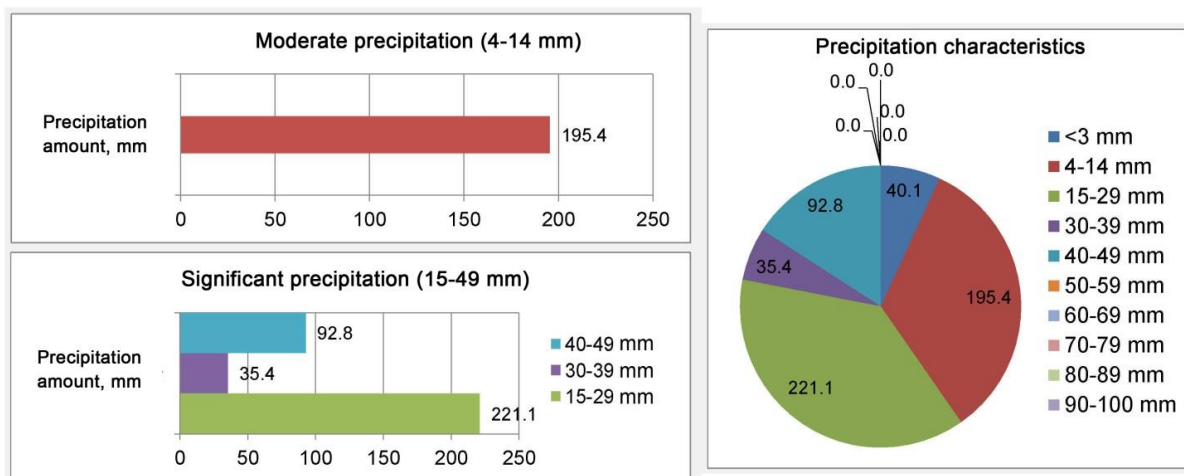 Moderate precipitation (4-14 mm)
Precipitation
amount, mm
195.4
0 50 100 150 200 250
Significant precipitation (15-49 mm)
Precipitation
amount, mm
92.8
35.4
221.1
40-49 mm
30-39 mm
15-29 mm
0 50 100 150 200 250
Precipitation characteristics
0.0
0.0
0.0
0.0
0.0
40.1
92.8
35.4
195.4
221.1
<3 mm
4-14 mm
15-29 mm
30-39 mm
40-49 mm
50-59 mm
60-69 mm
70-79 mm
80-89 mm
90-100 mm